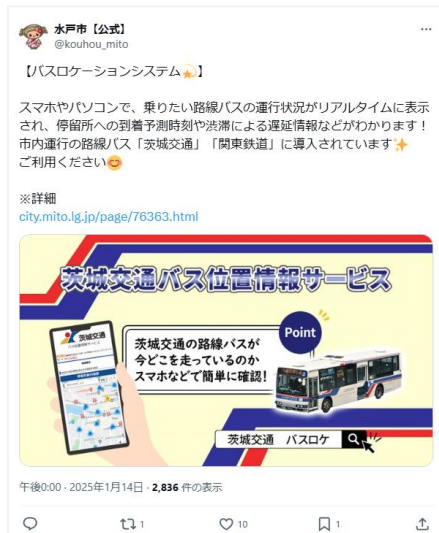 水戸市【公式】
@kouhou_mito
【バスロケーションシステム💫】
スマホやパソコンで、乗りたい路線バスの運行状況がリアルタイムに表示
され、停留所への到着予測時刻や渋滞による遅延情報などがわかります！
市内運行の路線バス「茨城交通」「関東鉄道」に導入されています✨
ご利用ください😊
※詳細
city.mito.lg.jp/page/76363.html
茨城交通バス位置情報サービス
茨城交通
Point
茨城交通の路線バスが
今どこを走っているのか
スマホなどで簡単に確認！
茨城交通 バスロケ
午後0:00 · 2025年1月14日 · 2,836 件の表示
1
10
1